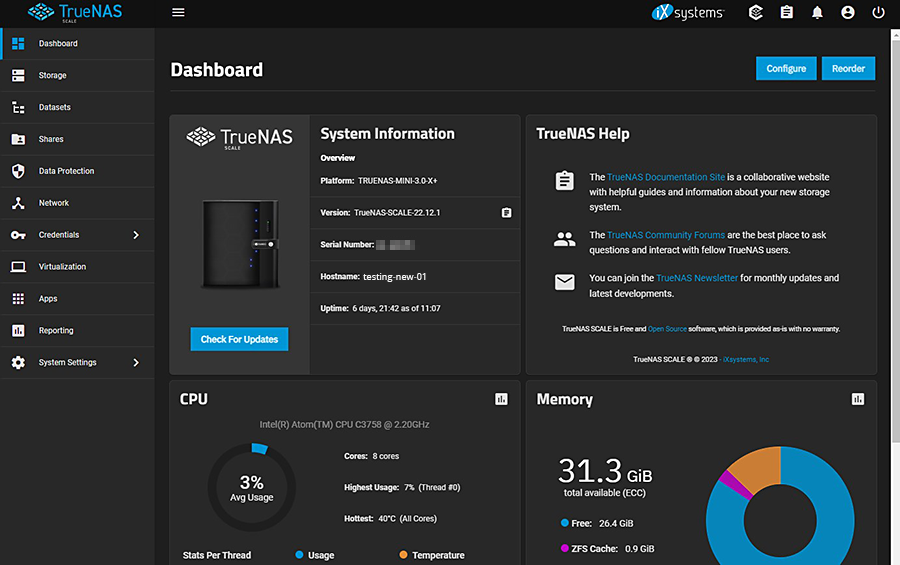 TrueNAS
SCALE
iXsystems
Dashboard
Storage
Datasets
Shares
Data Protection
Network
Credentials
Virtualization
Apps
Reporting
System Settings
Dashboard
Configure
Reorder
TrueNAS
SCALE
Check For Updates
System Information
Overview
Platform: TRUENAS-MINI-3.0-X+
Version: TrueNAS-SCALE-22.12.1
Serial Number:
Hostname: testing-new-01
Uptime: 6 days, 21:42 as of 11:07
TrueNAS Help
The TrueNAS Documentation Site is a collaborative website
with helpful guides and information about your new storage
system.
The TrueNAS Community Forums are the best place to ask
questions and interact with fellow TrueNAS users.
You can join the TrueNAS Newsletter for monthly updates and
latest developments.
TrueNAS SCALE is Free and Open Source software, which is provided as-is with no warranty.
TrueNAS SCALE ® © 2023 - iXsystems, Inc
CPU
Intel(R) Atom(TM) CPU C3758 @ 2.20GHz
3%
Avg Usage
Cores: 8 cores
Highest Usage: 7% (Thread #0)
Hottest: 40°C (All Cores)
Stats Per Thread
Usage
Temperature
Memory
31.3 GiB
total available (ECC)
Free: 26.4 GiB
ZFS Cache: 0.9 GiB